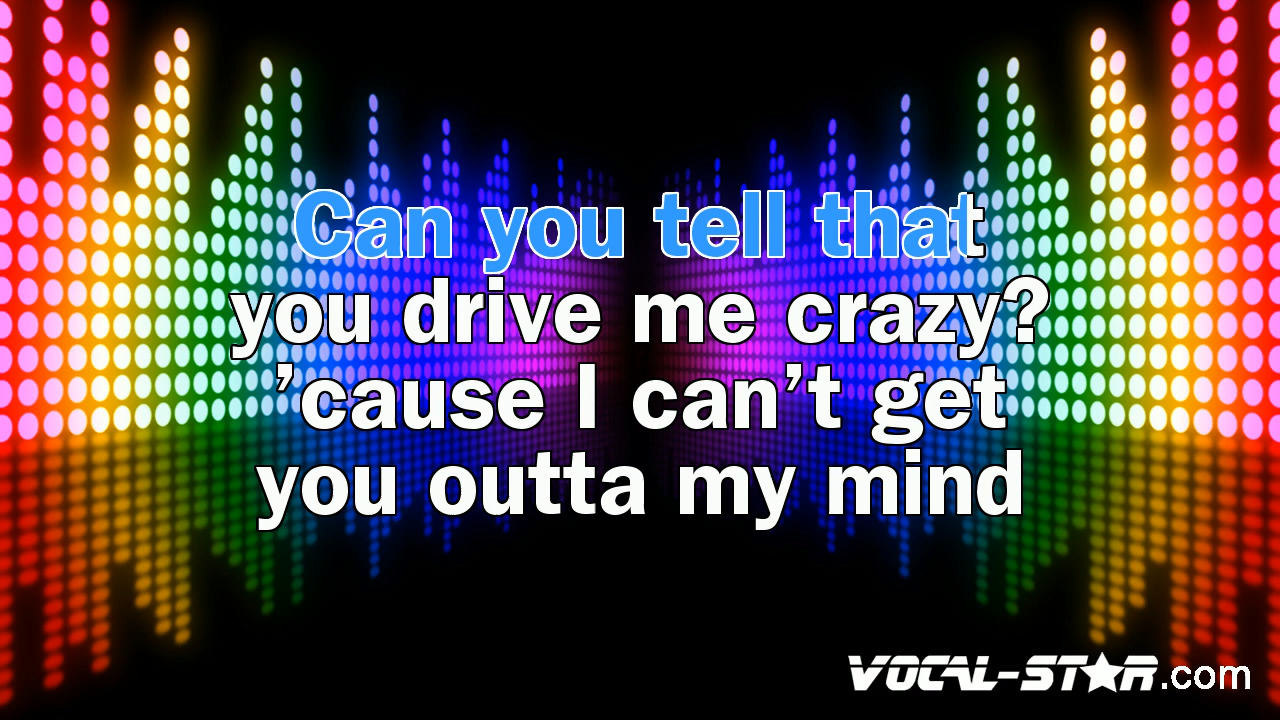 Can you tell that
you drive me crazy?
’cause I can’t get
you outta my mind
VOCAL-STAR.com